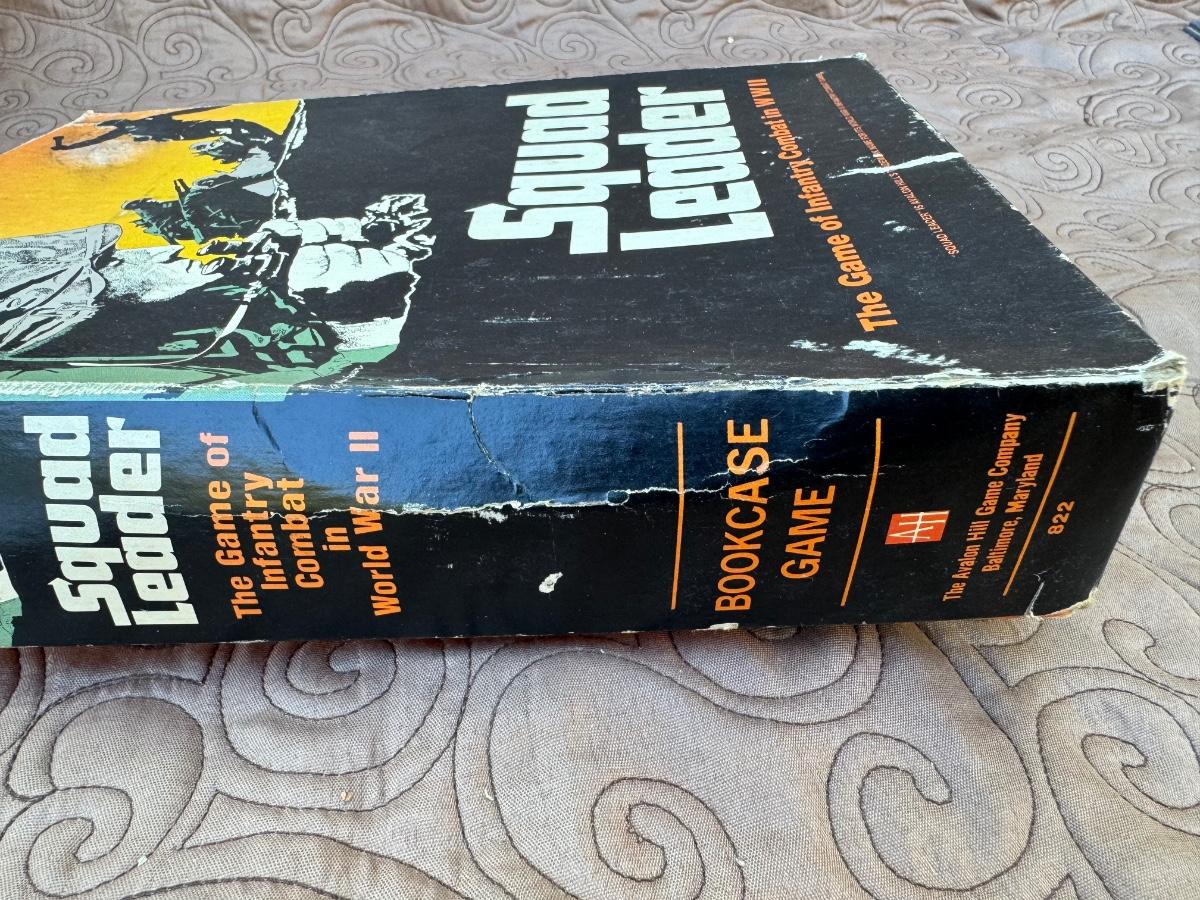 Squad
Leader
The Game of Infantry Combat in WWII
Squad
Leader
The Game of
Infantry
Combat
in
World War II
BOOKCASE
GAME
AH
The Avalon Hill Game Company
Baltimore, Maryland
822